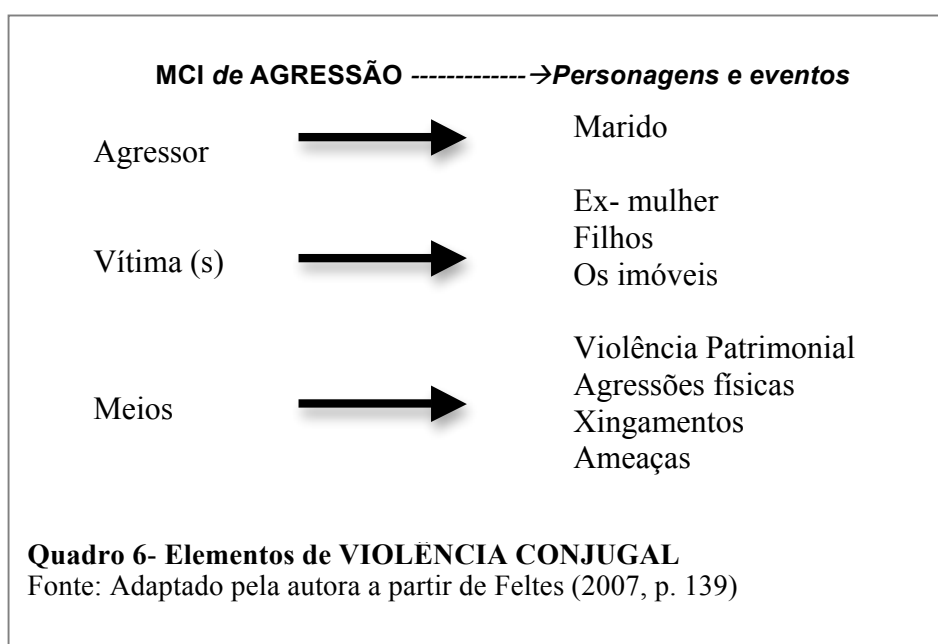 MCI de AGRESSÃO -------------→Personagens e eventos
Agressor
Marido
Vítima (s)
Ex- mulher
Filhos
Os imóveis
Meios
Violência Patrimonial
Agressões físicas
Xingamentos
Ameaças
Quadro 6- Elementos de VIOLÊNCIA CONJUGAL
Fonte: Adaptado pela autora a partir de Feltes (2007, p. 139)